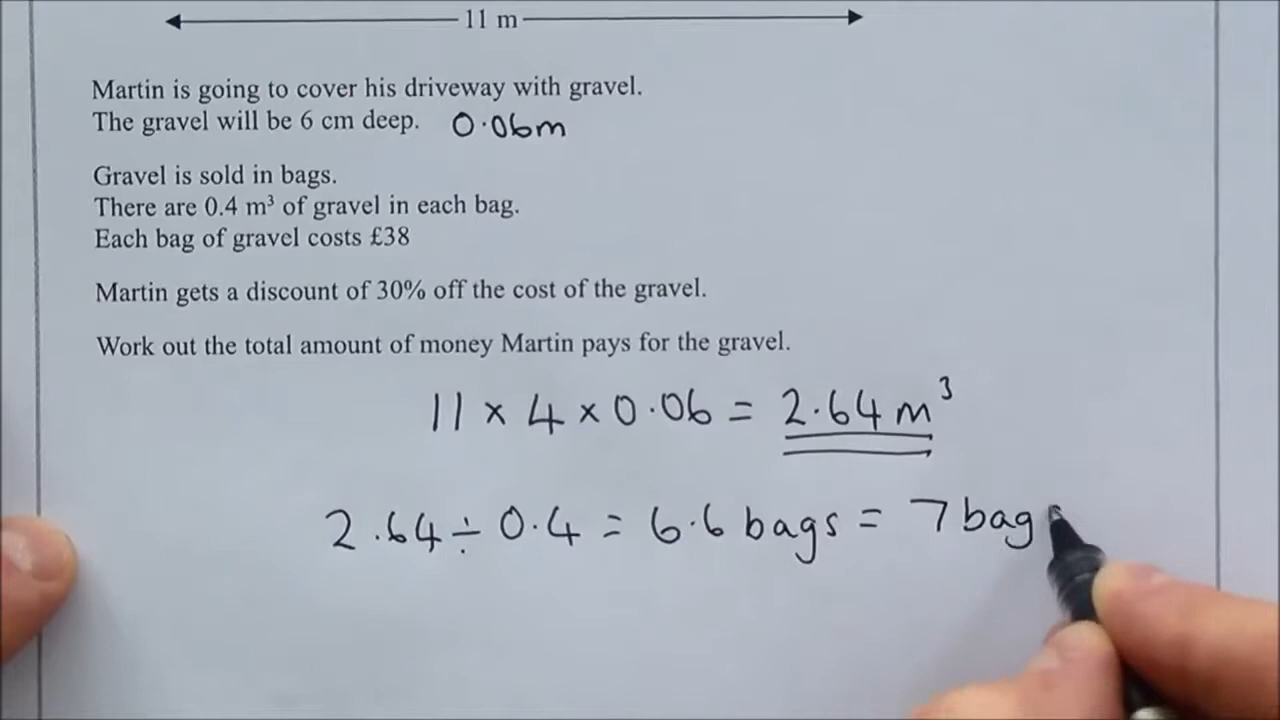 11 m
Martin is going to cover his driveway with gravel.
The gravel will be 6 cm deep. 0·06m
Gravel is sold in bags.
There are 0.4 m³ of gravel in each bag.
Each bag of gravel costs £38
Martin gets a discount of 30% off the cost of the gravel.
Work out the total amount of money Martin pays for the gravel.
11 × 4 × 0·06 = 2·64 m³
2·64 ÷ 0·4 = 6·6 bags = 7 bag